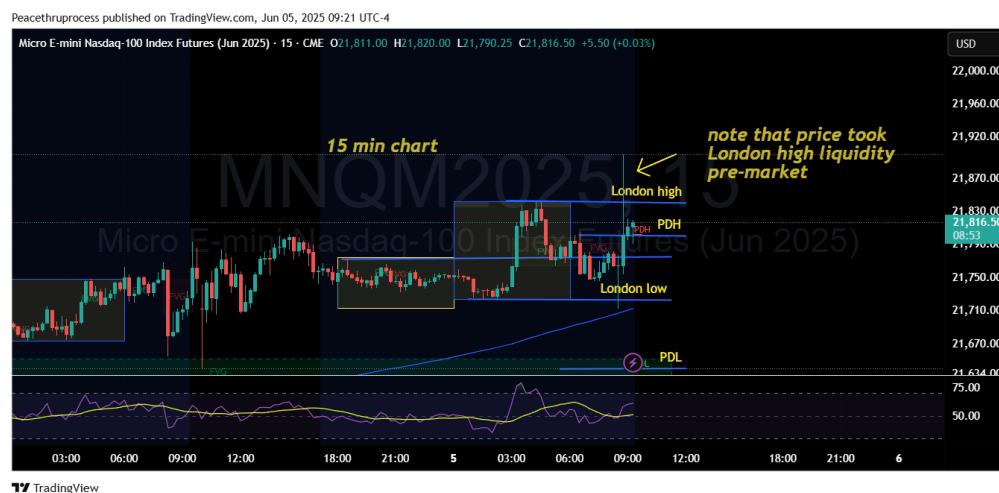 Peacethruprocess published on TradingView.com, Jun 05, 2025 09:21 UTC-4
Micro E-mini Nasdaq-100 Index Futures (Jun 2025) · 15 · CME O21,811.00 H21,820.00 L21,790.25 C21,816.50 +5.50 (+0.03%)
USD
22,000.00
21,960.00
21,920.00
15 min chart
note that price took
London high liquidity
pre-market
MNQM2025, 15
21,870.00
London high
21,830.00
PDH
PDH
21,816.50
08:53
Micro E-mini Nasdaq-100 Index Futures (Jun 2025)
21,790.00
FVG
FVG
21,750.00
London low
21,710.00
21,670.00
PDL
FVG
21,634
75.00
50.00
03:00 06:00 09:00 12:00 18:00 21:00 5 03:00 06:00 09:00 12:00 18:00 21:00 6
TradingView